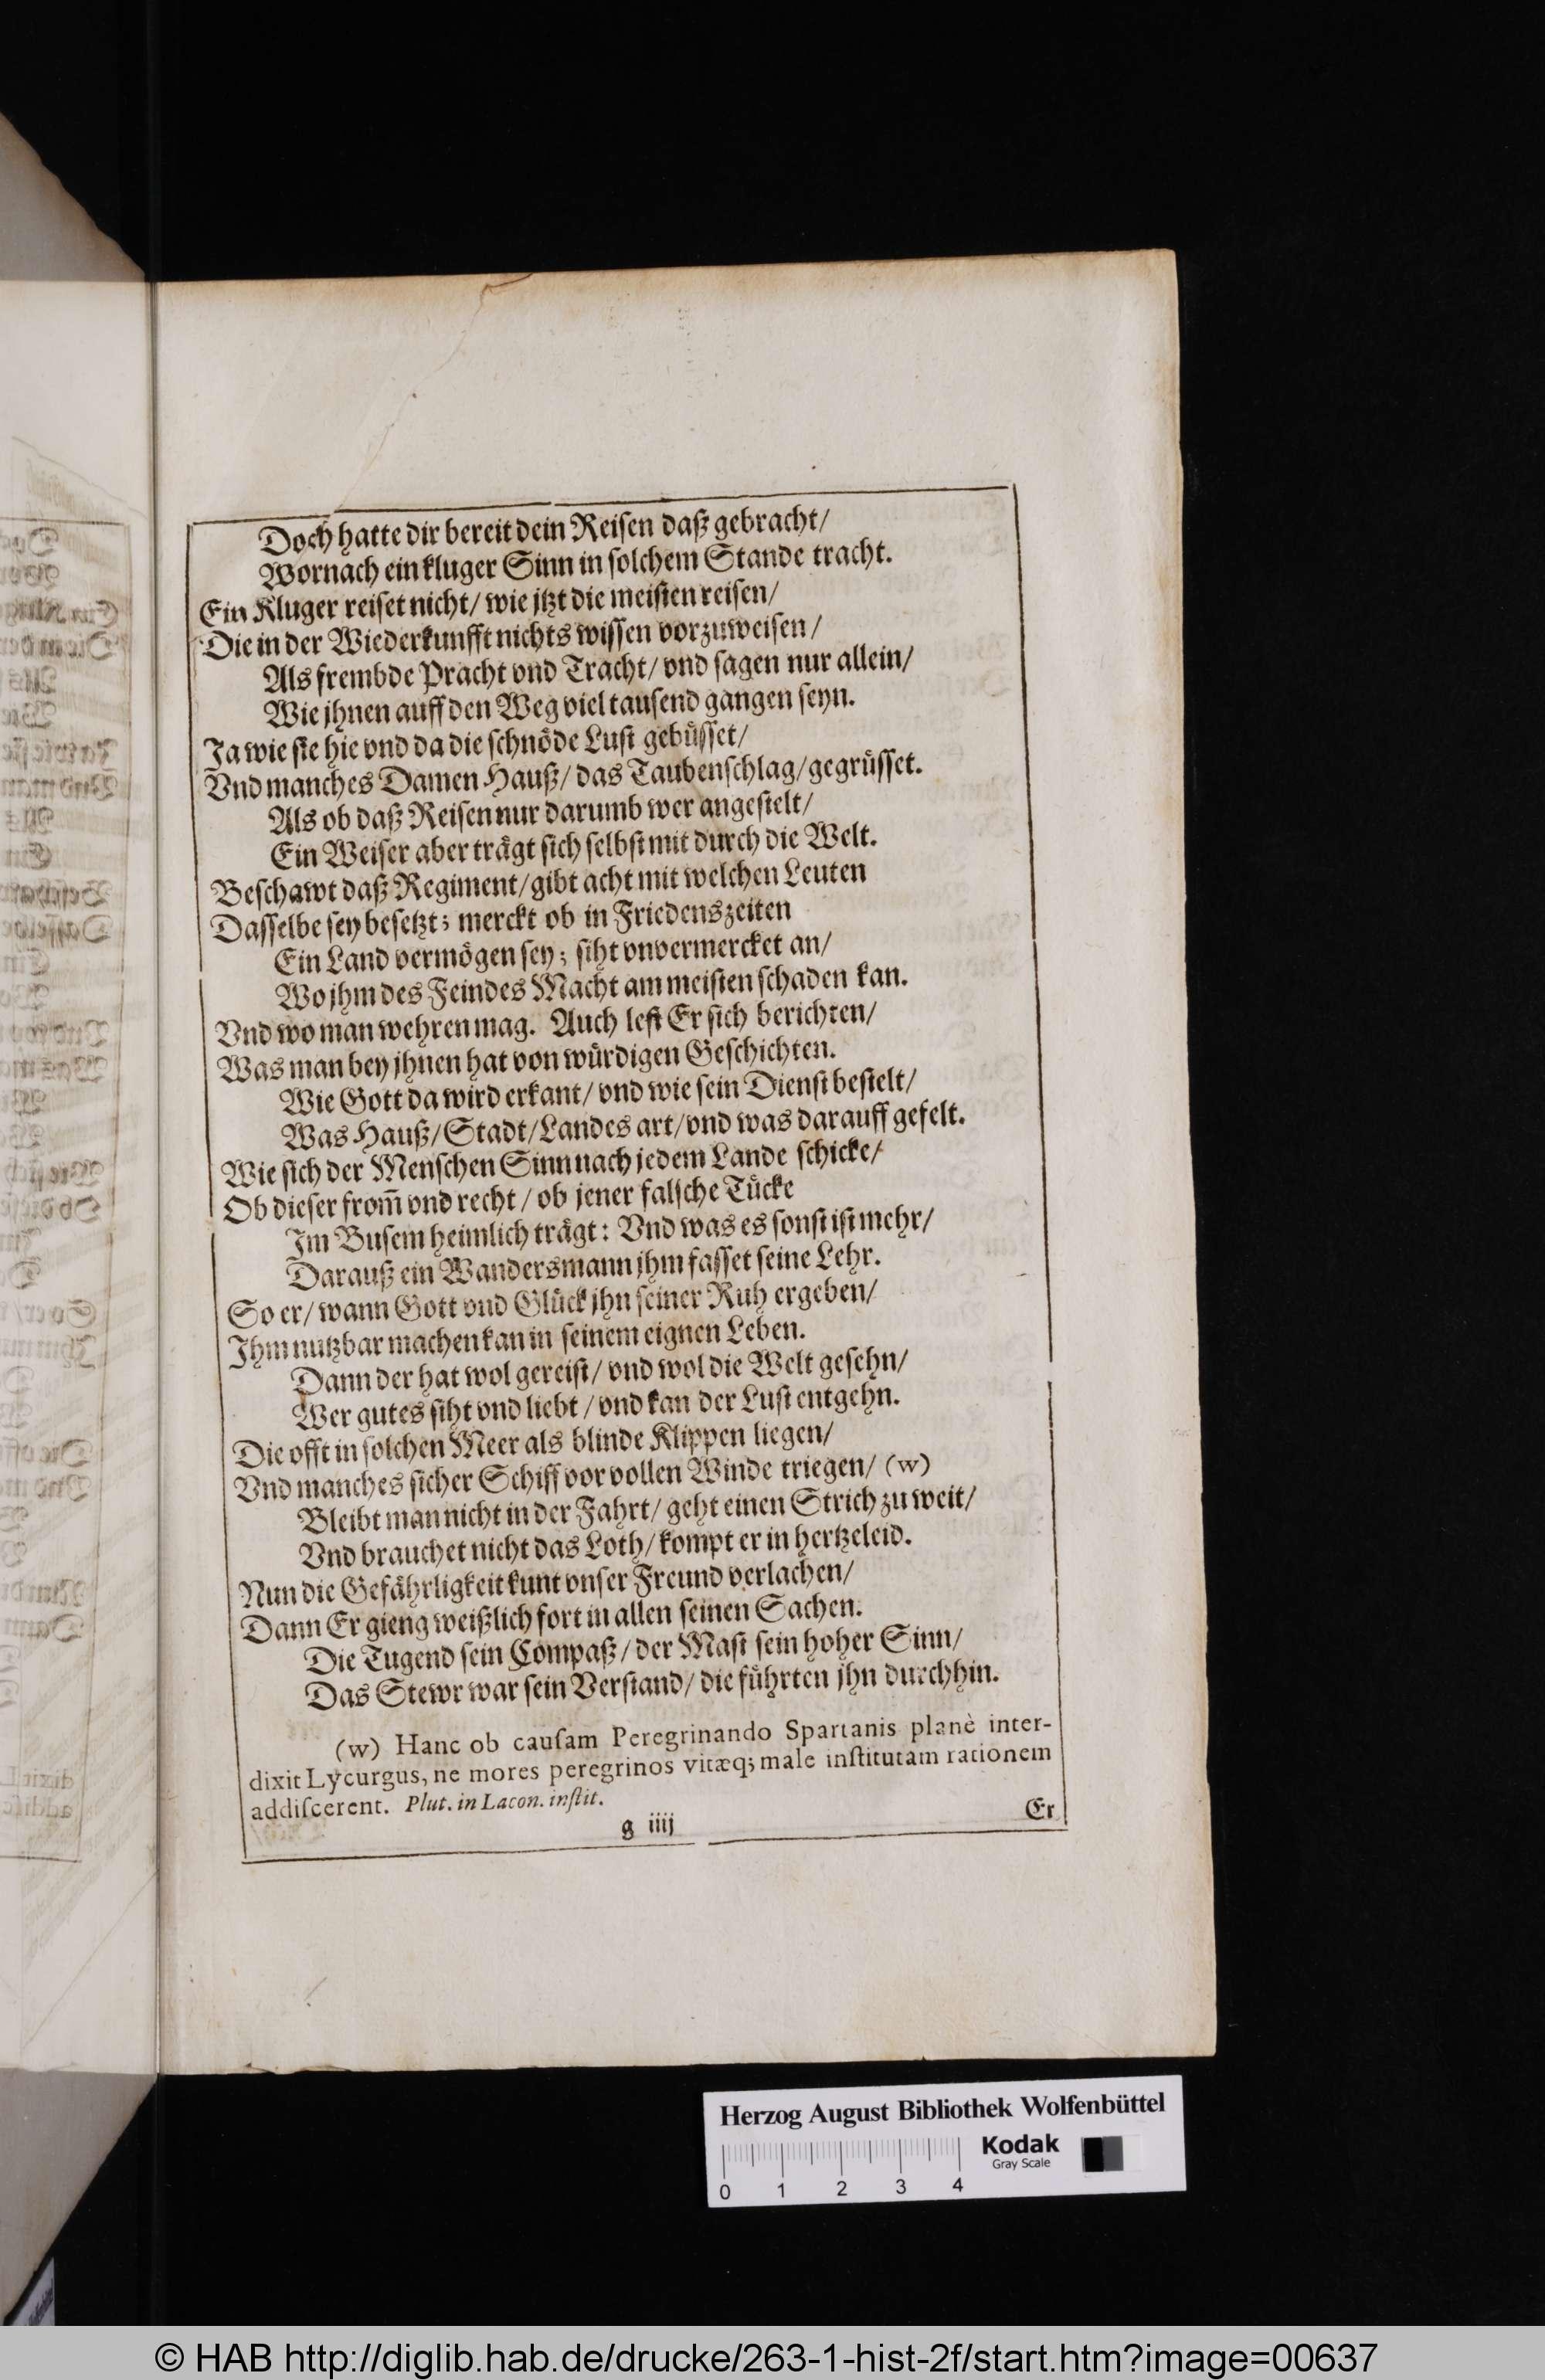 Doch hatte dir bereit dein Reisen daß gebracht/
Wornach ein kluger Sinn in solchem Stande tracht.
Ein Kluger reiset nicht/ wie jtzt die meisten reisen/
Die in der Wiederkunfft nichts wissen vorzuweisen/
Als frembde Pracht vnd Tracht/ vnd sagen nur allein/
Wie jhnen auff den Weg viel tausend gangen seyn.
Ja wie sie hie vnd da die schnöde Lust gebüsset/
Vnd manches Damen Hauß/ das Taubenschlag/ gegrüsset.
Als ob daß Reisen nur darumb wer angestelt/
Ein Weiser aber trägt sich selbst mit durch die Welt.
Beschawt daß Regiment/ gibt acht mit welchen Leuten
Dasselbe sey besetzt; merckt ob in Friedenszeiten
Ein Land vermögen sey; siht vnvermercket an/
Wo jhm des Feindes Macht am meisten schaden kan.
Vnd wo man wehren mag. Auch lest Er sich berichten/
Was man bey jhnen hat von würdigen Geschichten.
Wie Gott da wird erkant/ vnd wie sein Dienst bestelt/
Was Hauß/ Stadt/ Landes art/ vnd was darauff gefelt.
Wie sich der Menschen Sinn nach jedem Lande schicke/
Ob dieser from̃ vnd recht/ ob jener falsche Tücke
Im Busem heimlich trägt: Vnd was es sonst ist mehr/
Darauß ein Wandersmann jhm fasset seine Lehr.
So er/ wann Gott vnd Glück jhn seiner Ruh ergeben/
Ihm nutzbar machen kan in seinem eignen Leben.
Dann der hat wol gereist/ vnd wol die Welt gesehn/
Wer gutes siht vnd liebt/ vnd kan der Lust entgehn.
Die offt in solchen Meer als blinde Klippen liegen/
Vnd manches sicher Schiff vor vollen Winde triegen/ (w)
Bleibt man nicht in der Fahrt/ geht einen Strich zu weit/
Vnd brauchet nicht das Loth/ kompt er in hertzeleid.
Nun die Gefährligkeit kunt vnser Freund verlachen/
Dann Er gieng weißlich fort in allen seinen Sachen.
Die Tugend sein Compaß/ der Mast sein hoher Sinn/
Das Stewr war sein Verstand/ die führten jhn durchhin.
(w) Hanc ob causam Peregrinando Spartanis planè inter-
dixit Lycurgus, ne mores peregrinos vitæq; male institutam rationem
addiscerent. Plut. in Lacon. instit.
g iiij
Er
Herzog August Bibliothek Wolfenbüttel
Kodak
Gray Scale
0 1 2 3 4
© HAB http://diglib.hab.de/drucke/263-1-hist-2f/start.htm?image=00637